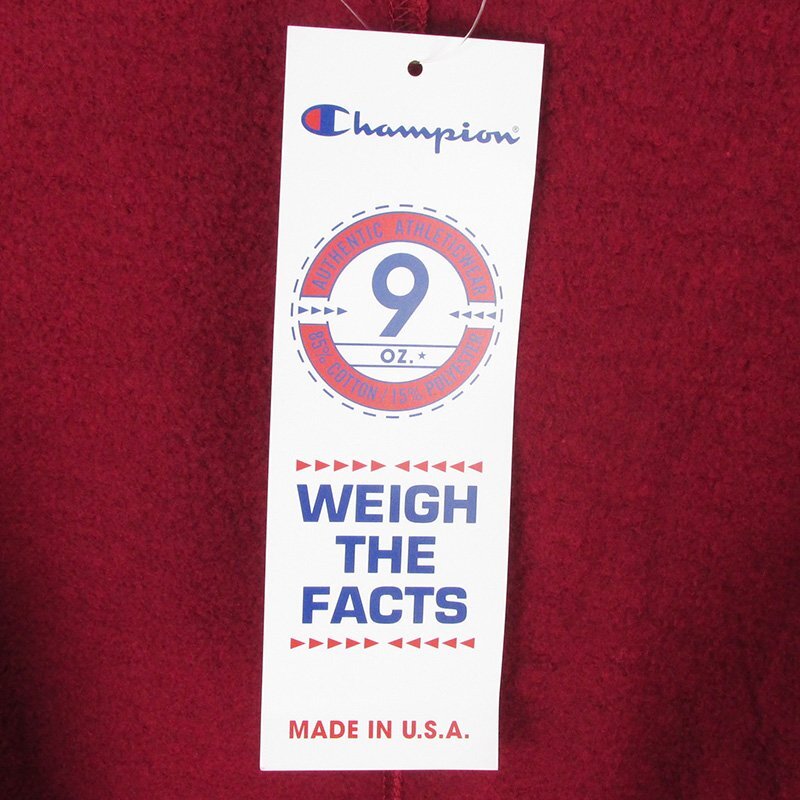 Champion®
AUTHENTIC ATHLETICWEAR
9
OZ.
85% COTTON/15% POLYESTER
WEIGH
THE
FACTS
MADE IN U.S.A.